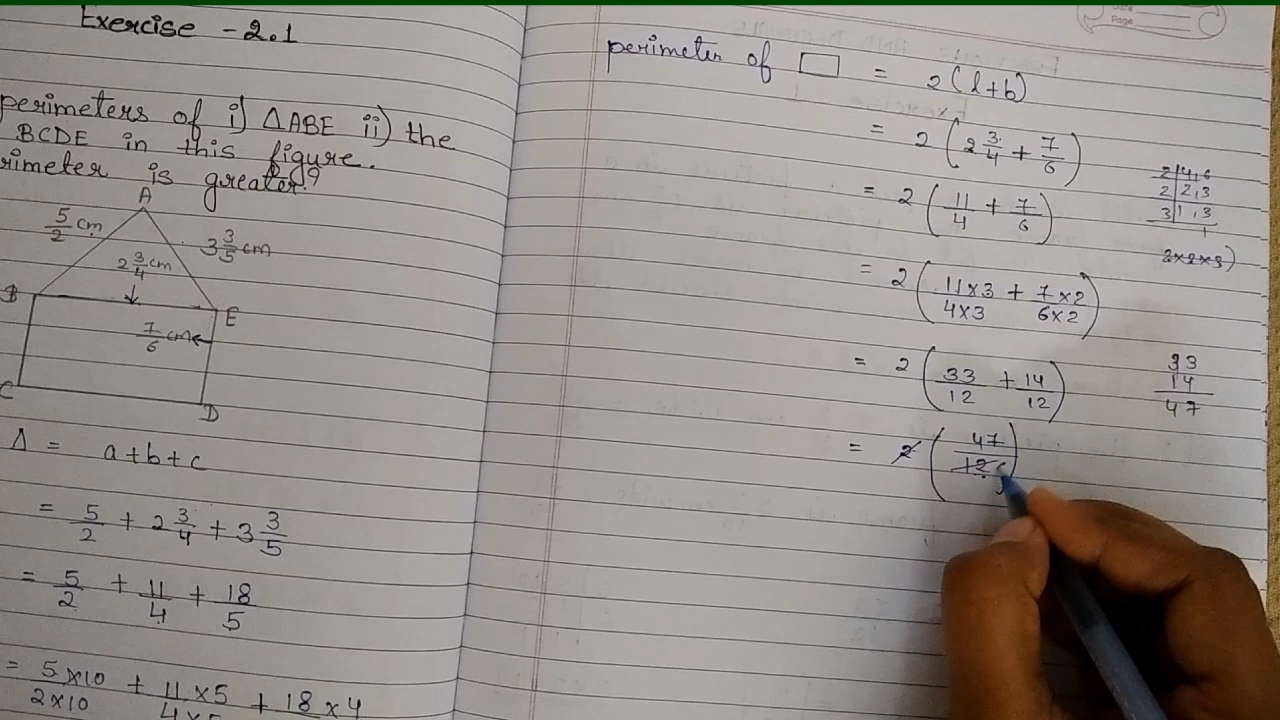 Exercise - 2.1
perimeters of i) ΔABE ii) the
BCDE in this figure.
rimeter is greater?
A
5/2 cm
3 3/5 cm
2 3/4 cm
B
E
7/6 cm
C
D
Δ = a+b+c
= 5/2 + 2 3/4 + 3 3/5
= 5/2 + 11/4 + 18/5
= 5×10/2×10 + 11×5/4×5 + 18×4
Page
perimeter of ▭ = 2(l+b)
= 2 (2 3/4 + 7/6)
= 2 (11/4 + 7/6)
= 2 (11×3/4×3 + 7×2/6×2)
= 2 (33/12 + 14/12)
= 2 (47/12
2 | 4,6
2 | 2,3
3 | 1,3
1
2×2×3)
33
14
47